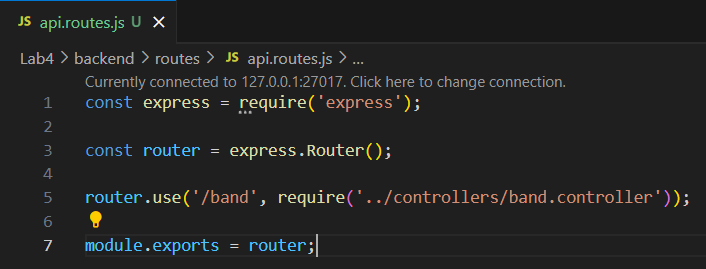 JS api.routes.js U ×
Lab4 > backend > routes > JS api.routes.js > ...
Currently connected to 127.0.0.1:27017. Click here to change connection.
1 const express = require('express');
2
3 const router = express.Router();
4
5 router.use('/band', require('../controllers/band.controller'));
6
7 module.exports = router;